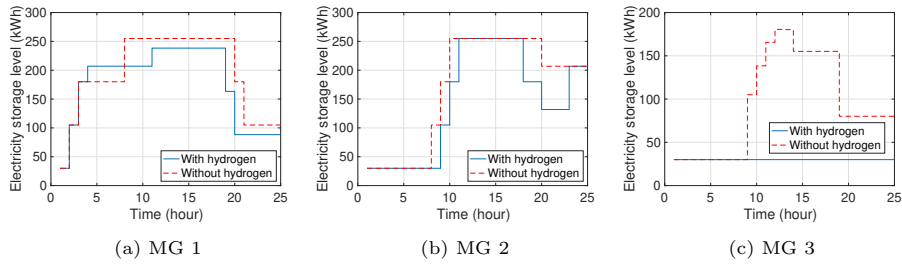 Electricity storage level (kWh)
300
250
200
150
100
50
0
0 5 10 15 20 25
Time (hour)
With hydrogen
Without hydrogen
(a) MG 1
Electricity storage level (kWh)
300
250
200
150
100
50
0
0 5 10 15 20 25
Time (hour)
With hydrogen
Without hydrogen
(b) MG 2
Electricity storage level (kWh)
200
150
100
50
0
0 5 10 15 20 25
Time (hour)
With hydrogen
Without hydrogen
(c) MG 3